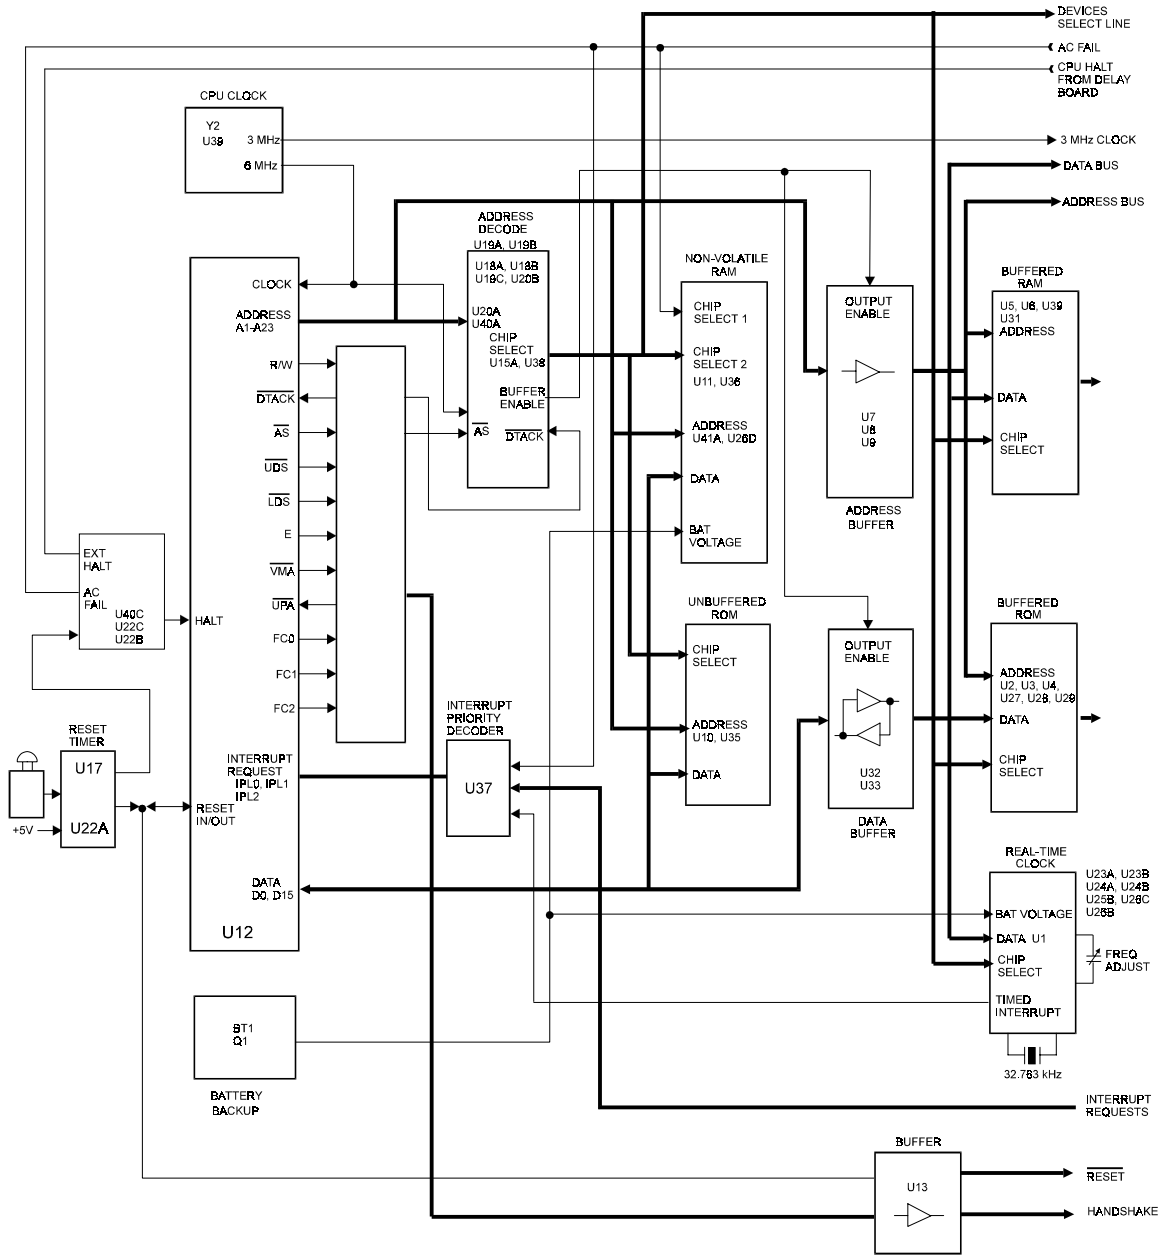 DEVICES
SELECT LINE
AC FAIL
CPU HALT
FROM DELAY
BOARD
CPU CLOCK
Y2
U39
3 MHz
6 MHz
3 MHz CLOCK
DATA BUS
ADDRESS BUS
ADDRESS
DECODE
U19A, U19B
U18A, U18B
U19C, U20B
U20A
U40A
CHIP
SELECT
U15A, U38
BUFFER
ENABLE
AS
DTACK
CLOCK
ADDRESS
A1-A23
R/W
DTACK
AS
UDS
LDS
E
VMA
UPA
FC0
FC1
FC2
HALT
INTERRUPT
REQUEST
IPL0, IPL1
IPL2
RESET
IN/OUT
DATA
D0, D15
U12
NON-VOLATILE
RAM
CHIP
SELECT 1
CHIP
SELECT 2
U11, U36
ADDRESS
U41A, U26D
DATA
BAT
VOLTAGE
OUTPUT
ENABLE
U7
U8
U9
ADDRESS
BUFFER
BUFFERED
RAM
U5, U6, U39
U31
ADDRESS
DATA
CHIP
SELECT
EXT
HALT
AC
FAIL
U40C
U22C
U22B
UNBUFFERED
ROM
CHIP
SELECT
ADDRESS
U10, U35
DATA
OUTPUT
ENABLE
U32
U33
DATA
BUFFER
BUFFERED
ROM
ADDRESS
U2, U3, U4,
U27, U28, U29
DATA
CHIP
SELECT
RESET
TIMER
U17
U22A
+5V
INTERRUPT
PRIORITY
DECODER
U37
REAL-TIME
CLOCK
U23A, U23B
U24A, U24B
U25B, U26C
U26B
BAT VOLTAGE
DATA U1
CHIP
SELECT
TIMED
INTERRUPT
FREQ
ADJUST
32.763 kHz
BT1
Q1
BATTERY
BACKUP
INTERRUPT
REQUESTS
BUFFER
U13
RESET
HANDSHAKE